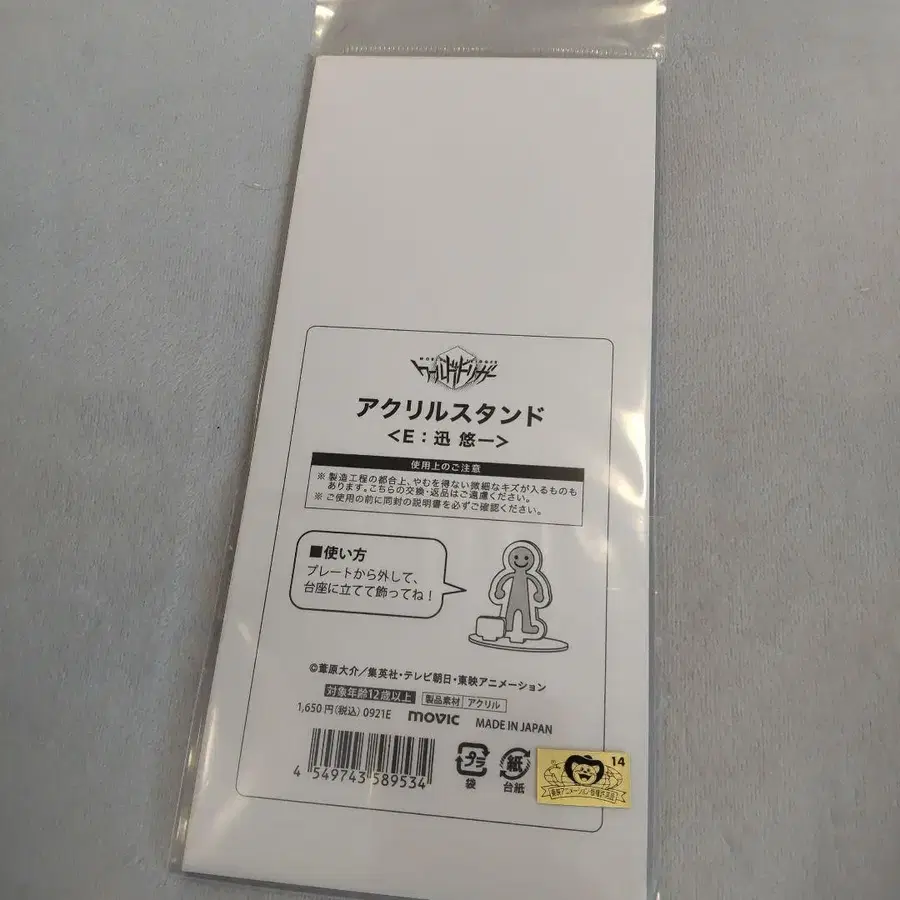 ワールドトリガー
アクリルスタンド
<E：迅 悠一>
使用上のご注意
※ 製造工程の都合上、やむを得ない微細なキズが入るものも
あります。こちらの交換・返品はご遠慮ください。
※ ご使用の前に同封の説明書を必ずご確認ください。
■使い方
プレートから外して、
台座に立てて飾ってね！
©葦原大介／集英社・テレビ朝日・東映アニメーション
対象年齢12歳以上 製品素材 アクリル
1,650円(税込) 0921E movic MADE IN JAPAN
4 549743 589534
プラ
袋
紙
台紙
14